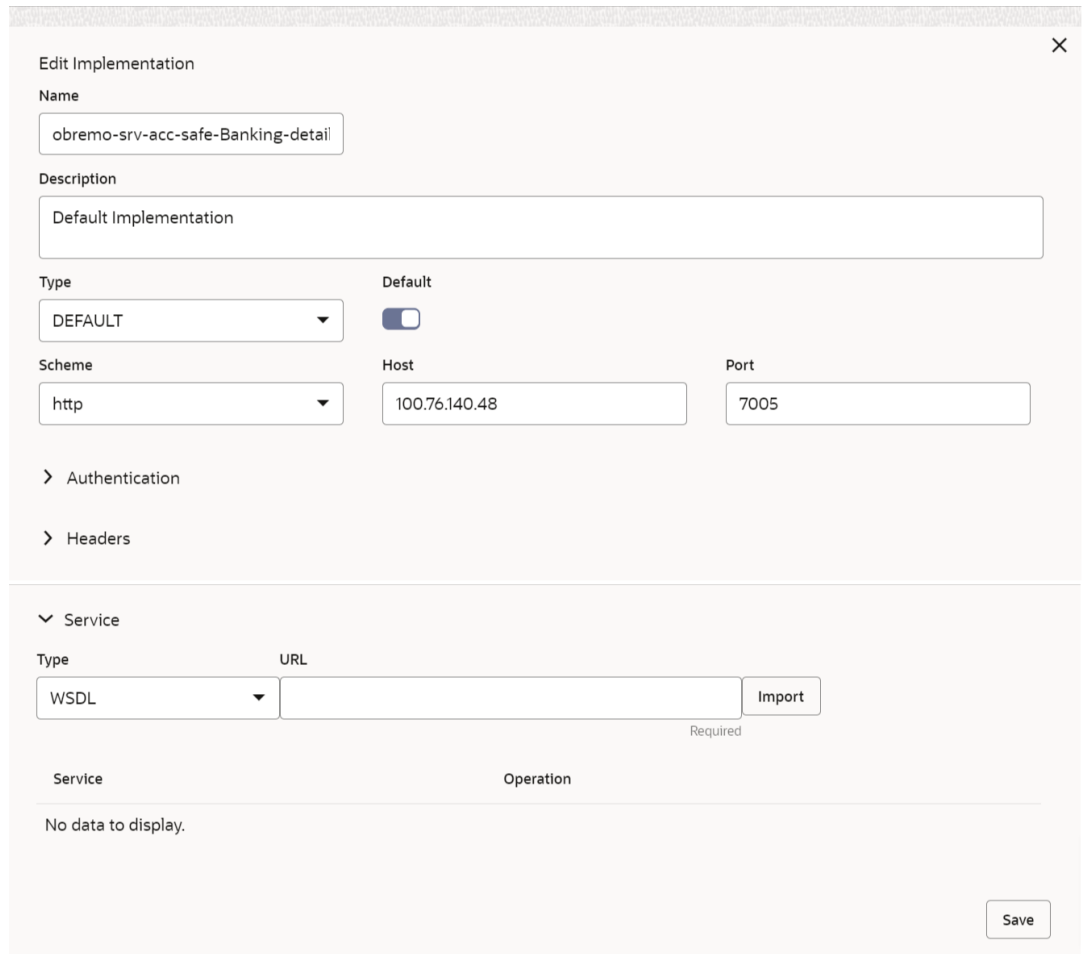 Edit Implementation
Name
obremo-srv-acc-safe-Banking-detail
Description
Default Implementation
Type Default
DEFAULT
Scheme Host Port
http 100.76.140.48 7005
Authentication
Headers
Service
Type URL
WSDL Import
Required
Service Operation
No data to display.
Save